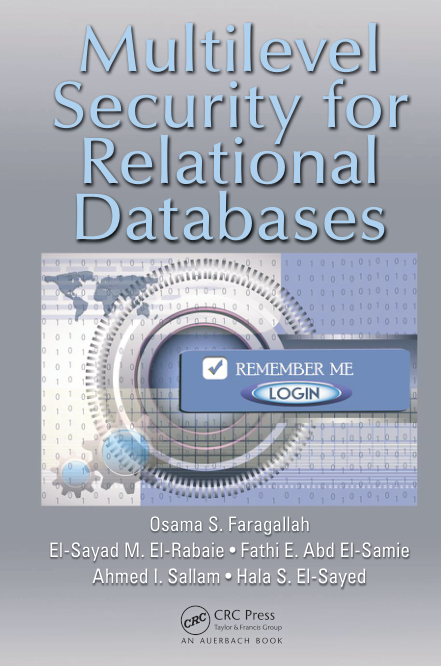 Multilevel
Security for
Relational
Databases
REMEMBER ME
LOGIN
Osama S. Faragallah
El-Sayad M. El-Rabaie • Fathi E. Abd El-Samie
Ahmed I. Sallam • Hala S. El-Sayed
CRC CRC Press
Taylor & Francis Group
AN AUERBACH BOOK